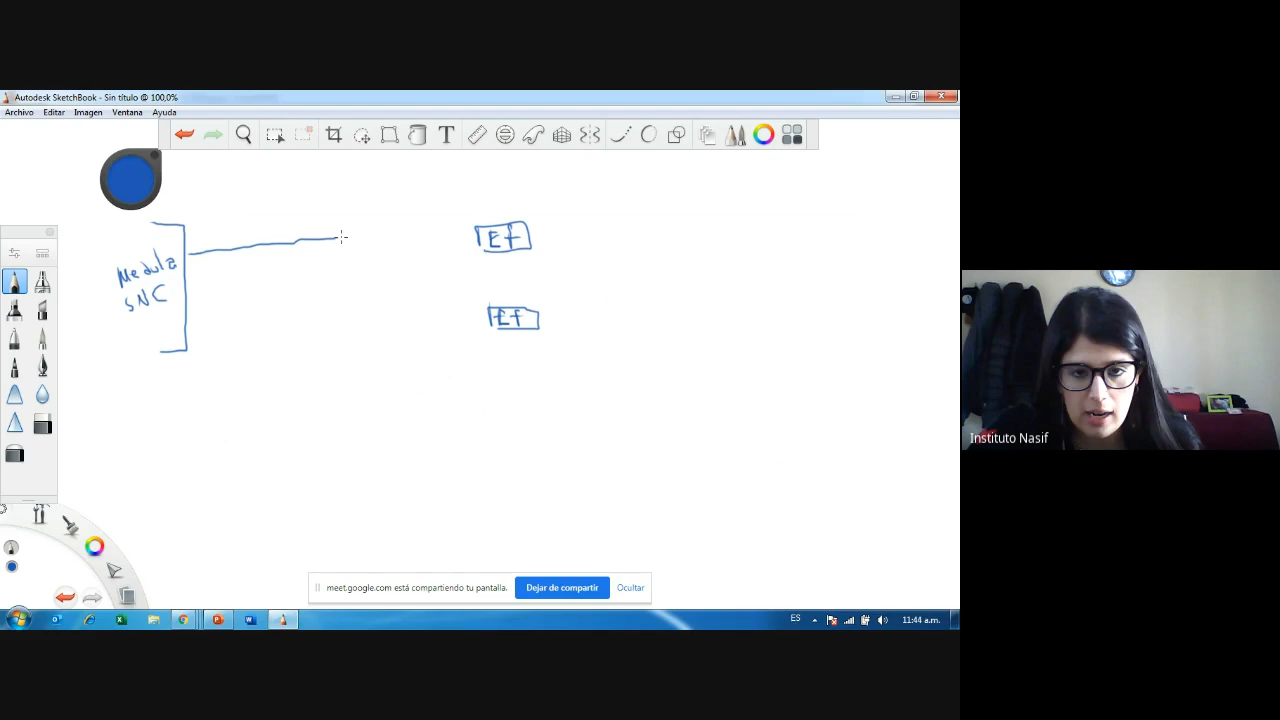 Autodesk SketchBook - Sin título @ 100,0%
Archivo Editar Imagen Ventana Ayuda
T
Ef
Medula
SNC
Ef
Instituto Nasif
meet.google.com está compartiendo tu pantalla. Dejar de compartir Ocultar
ES 11:44 a.m.